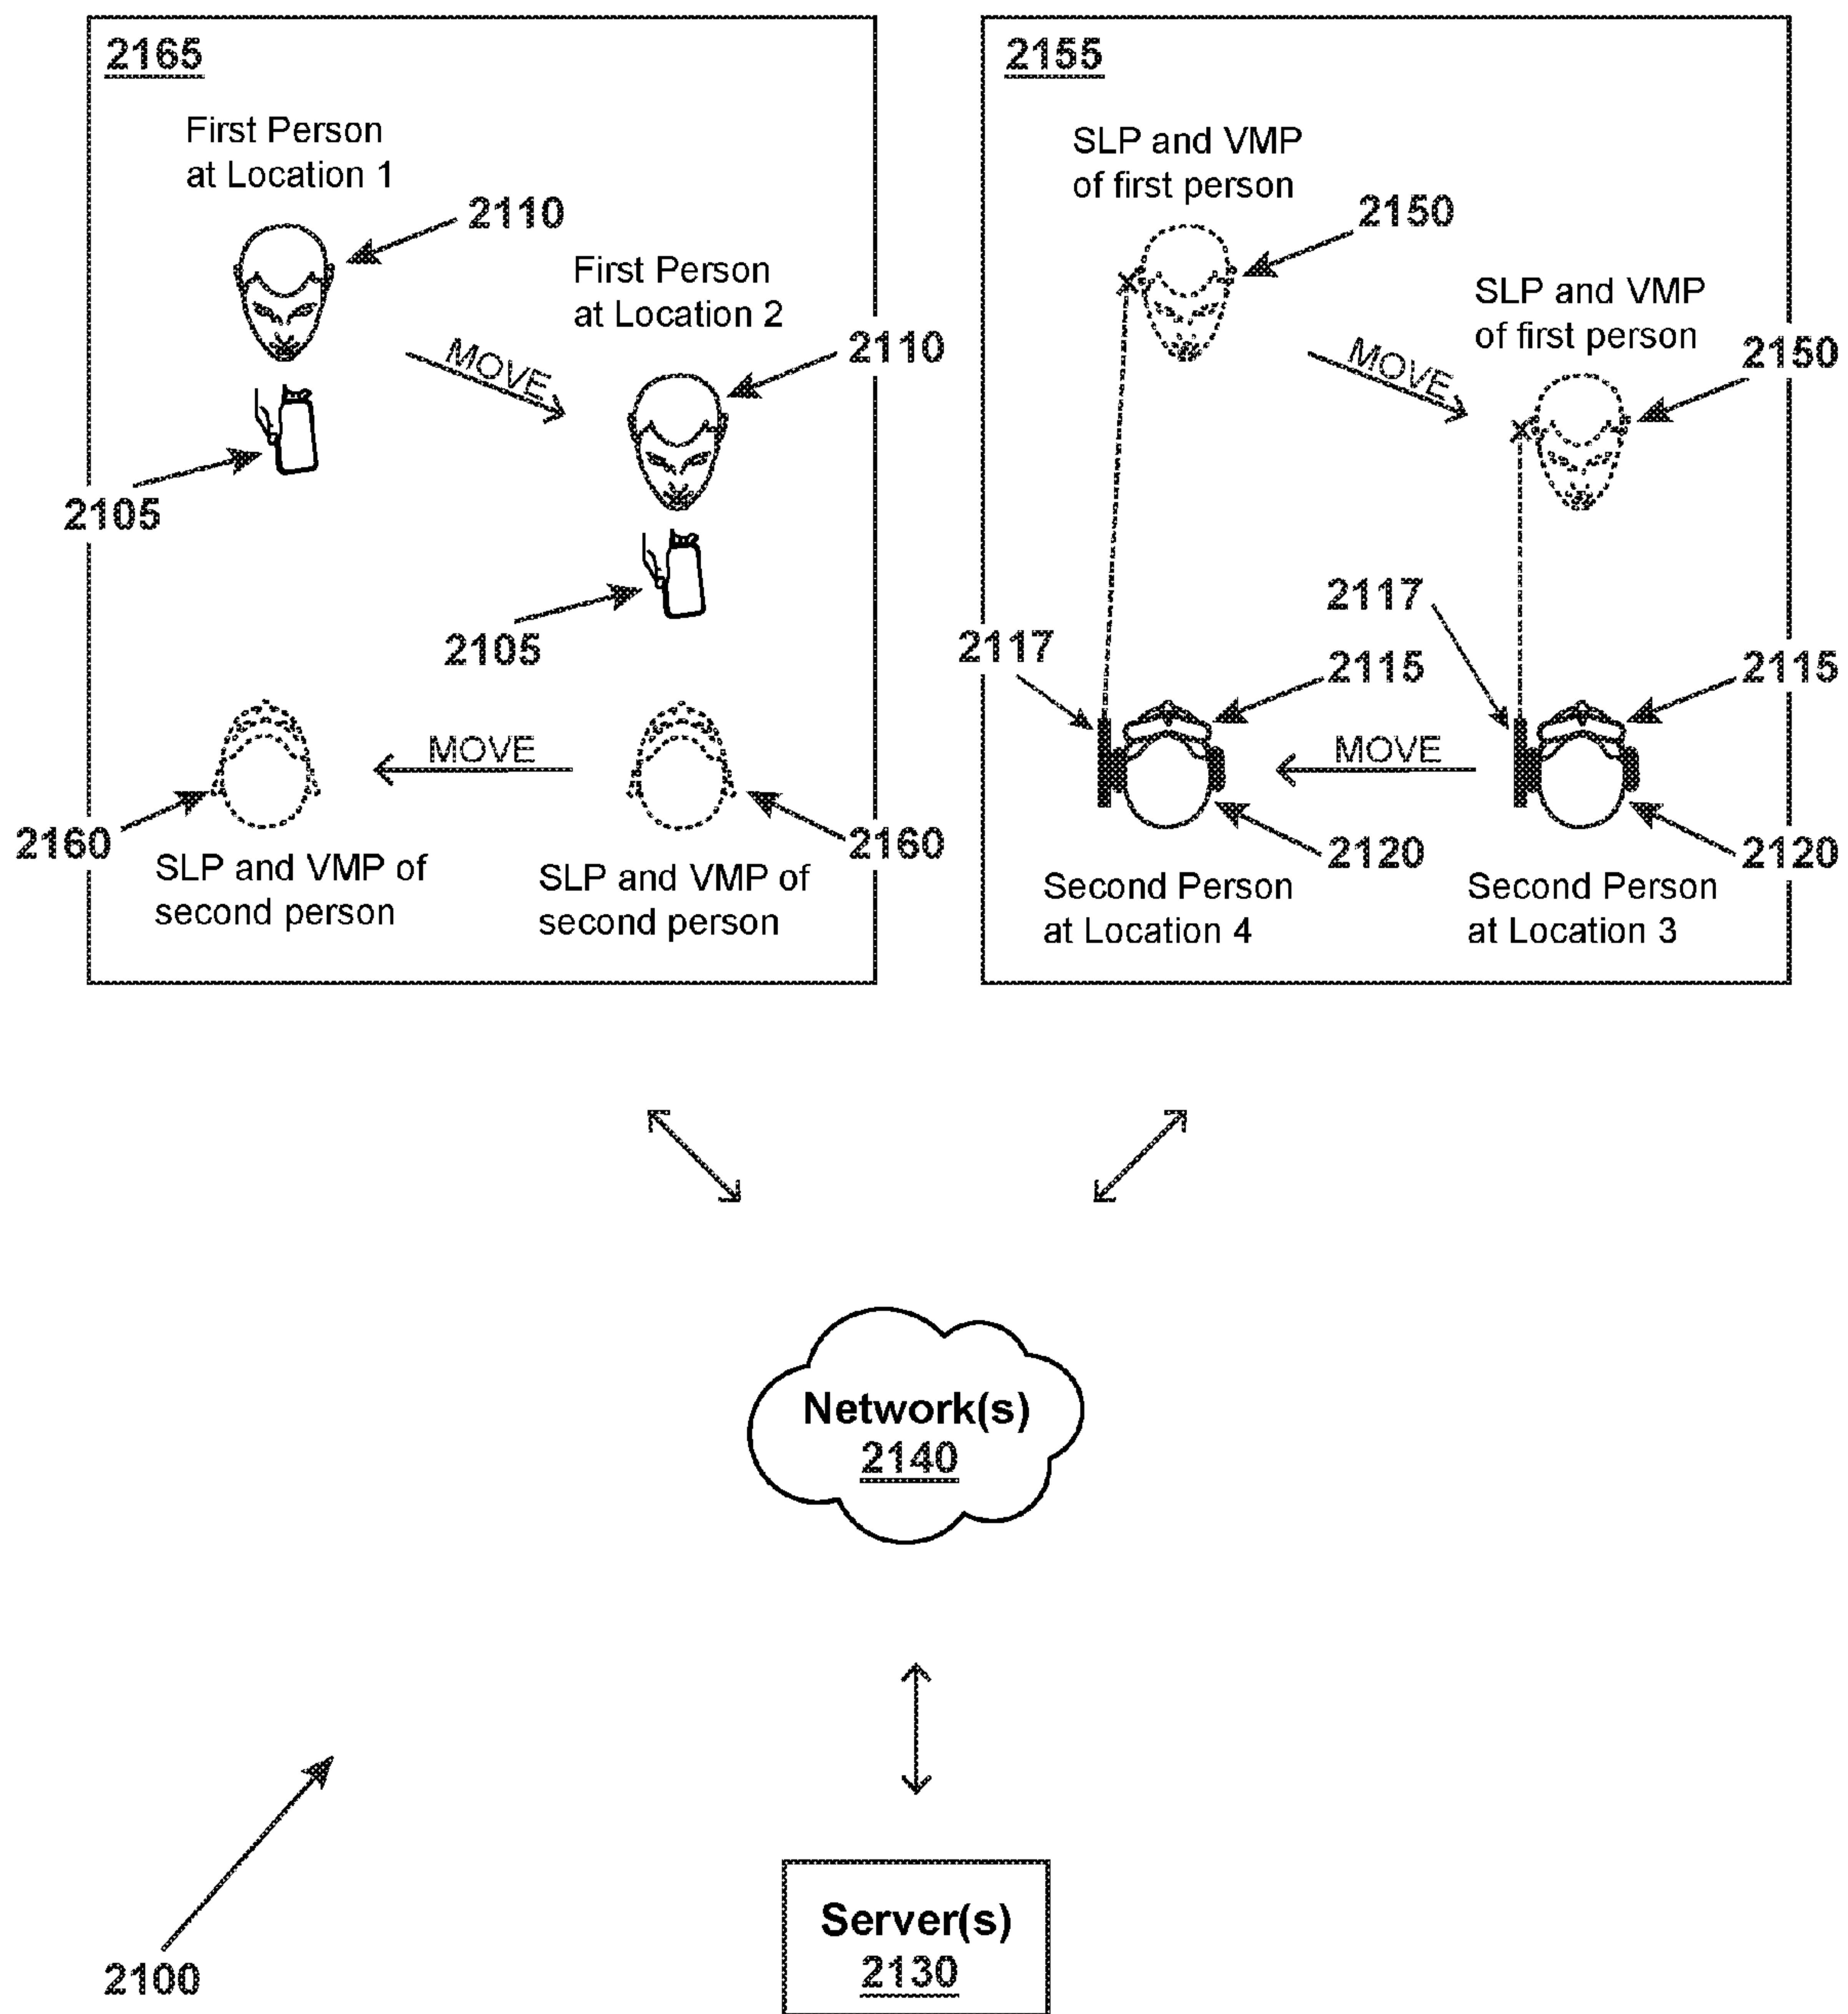 2165
First Person
at Location 1
2110
First Person
at Location 2
2110
MOVE
2105
2105
MOVE
2160
2160
SLP and VMP of
second person
SLP and VMP of
second person
2155
SLP and VMP
of first person
2150
SLP and VMP
of first person
2150
MOVE
2117
2117
2115
2115
MOVE
2120
2120
Second Person
at Location 4
Second Person
at Location 3
Network(s)
2140
2100
Server(s)
2130